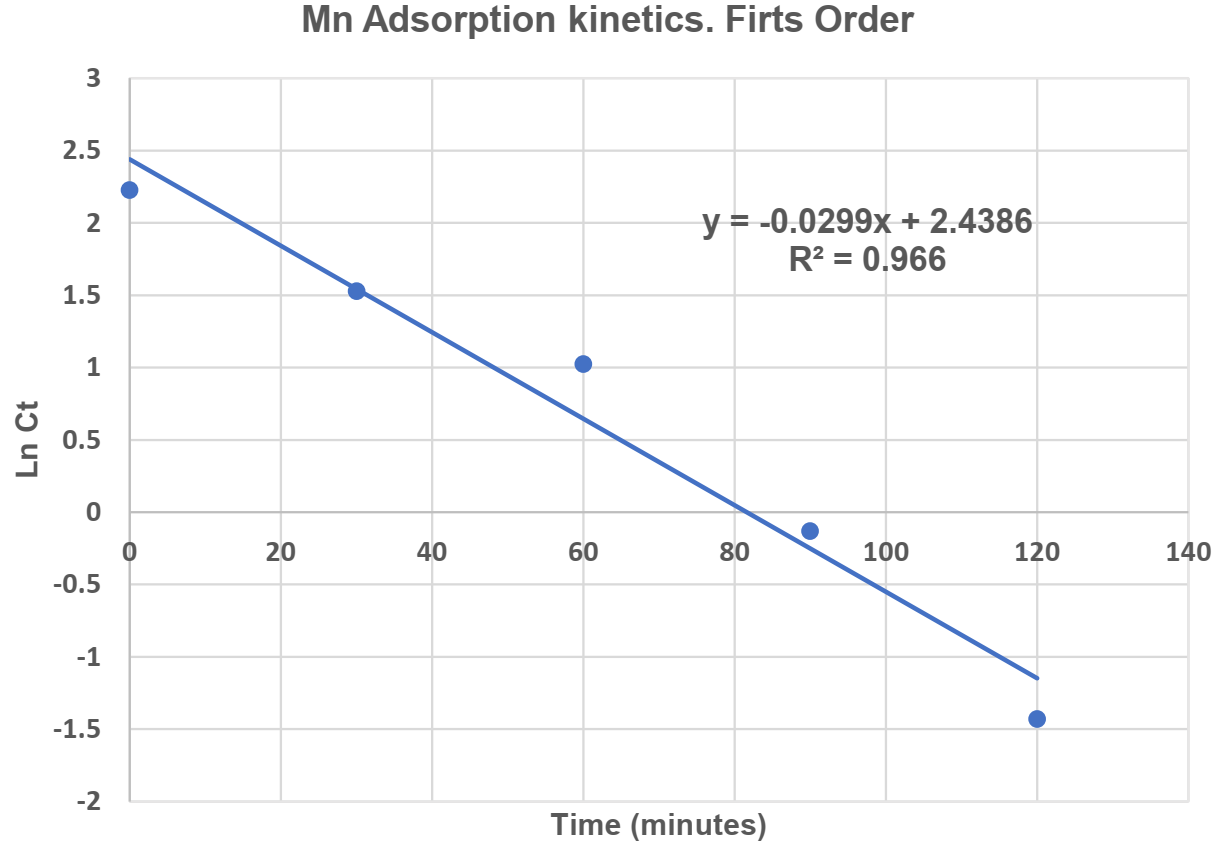 Mn Adsorption kinetics. Firts Order
3
2.5
2
1.5
1
0.5
0
-0.5
-1
-1.5
-2
Ln Ct
y = -0.0299x + 2.4386
R² = 0.966
0 20 40 60 80 100 120 140
Time (minutes)